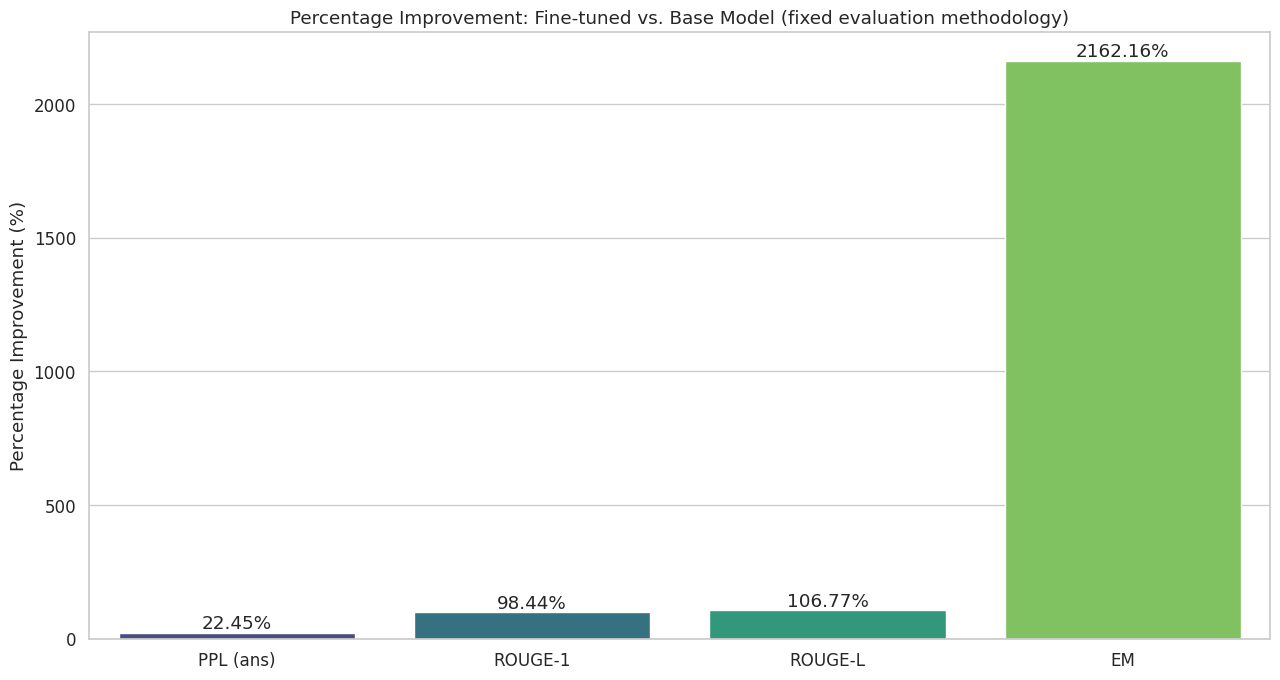 Percentage Improvement: Fine-tuned vs. Base Model (fixed evaluation methodology)
Percentage Improvement (%)
2000
1500
1000
500
0
22.45%
98.44%
106.77%
2162.16%
PPL (ans)
ROUGE-1
ROUGE-L
EM